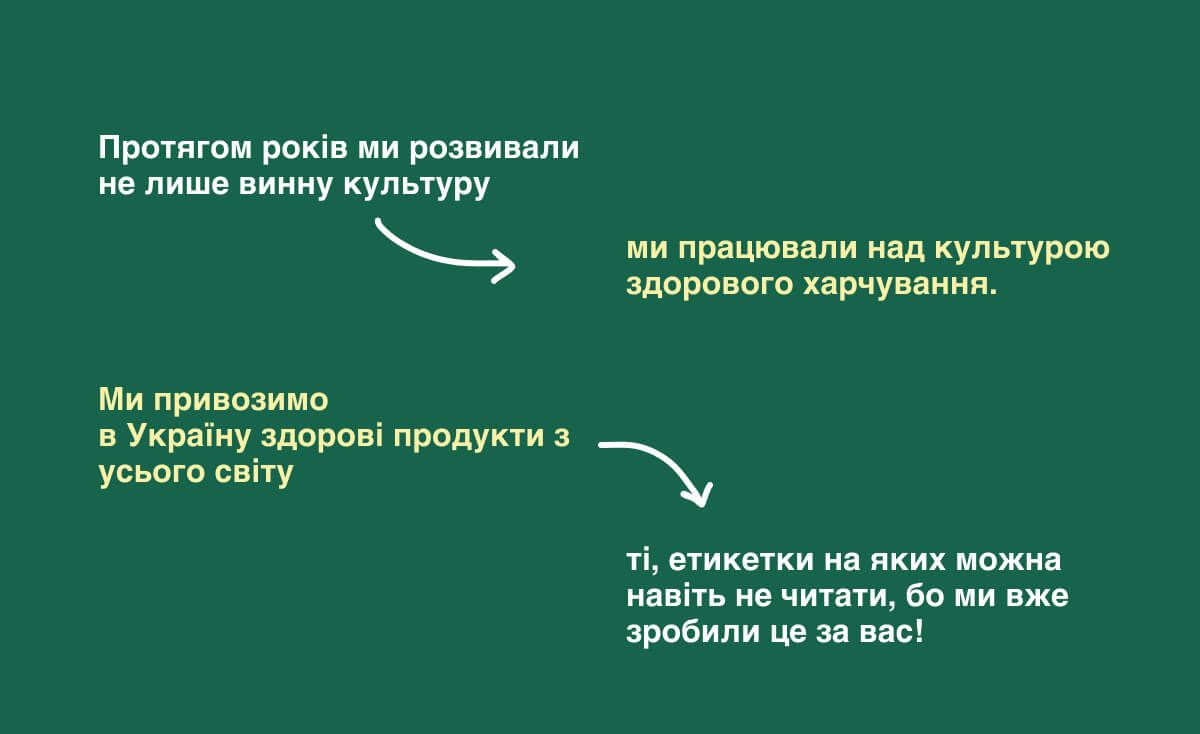 Протягом років ми розвивали
не лише винну культуру
ми працювали над культурою
здорового харчування.
Ми привозимо
в Україну здорові продукти з
усього світу
ті, етикетки на яких можна
навіть не читати, бо ми вже
зробили це за вас!